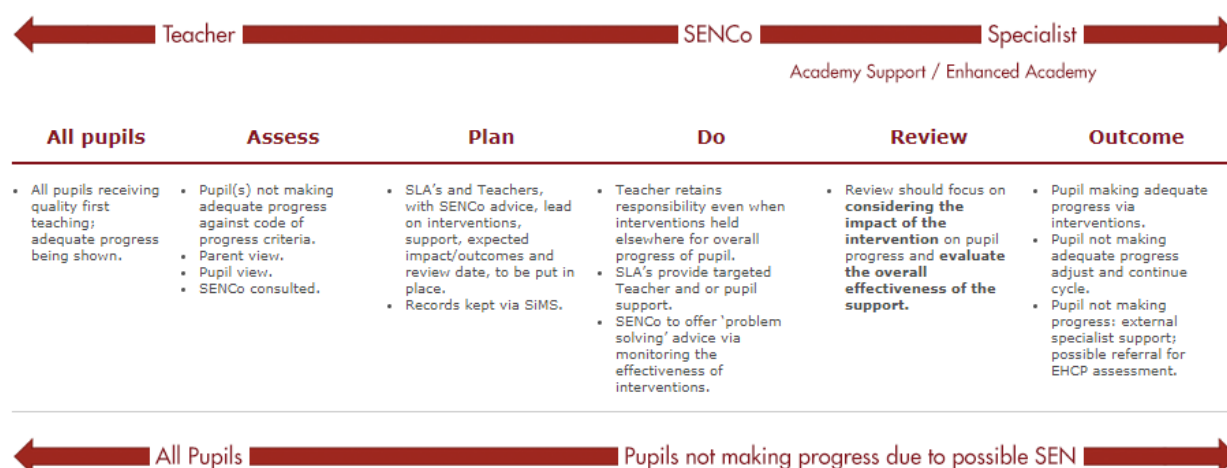 Teacher SENCo Specialist
Academy Support / Enhanced Academy
All pupils Assess Plan Do Review Outcome
• All pupils receiving
quality first
teaching;
adequate progress
being shown.
• Pupil(s) not making
adequate progress
against code of
progress criteria.
• Parent view.
• Pupil view.
• SENCo consulted.
• SLA's and Teachers,
with SENCo advice, lead
on interventions,
support, expected
impact/outcomes and
review date, to be put in
place.
• Records kept via SiMS.
• Teacher retains
responsibility even when
interventions held
elsewhere for overall
progress of pupil.
• SLA's provide targeted
Teacher and or pupil
support.
• SENCo to offer 'problem
solving' advice via
monitoring the
effectiveness of
interventions.
• Review should focus on
considering the
impact of the
intervention on pupil
progress and evaluate
the overall
effectiveness of the
support.
• Pupil making adequate
progress via
interventions.
• Pupil not making
adequate progress
adjust and continue
cycle.
• Pupil not making
progress: external
specialist support;
possible referral for
EHCP assessment.
All Pupils Pupils not making progress due to possible SEN